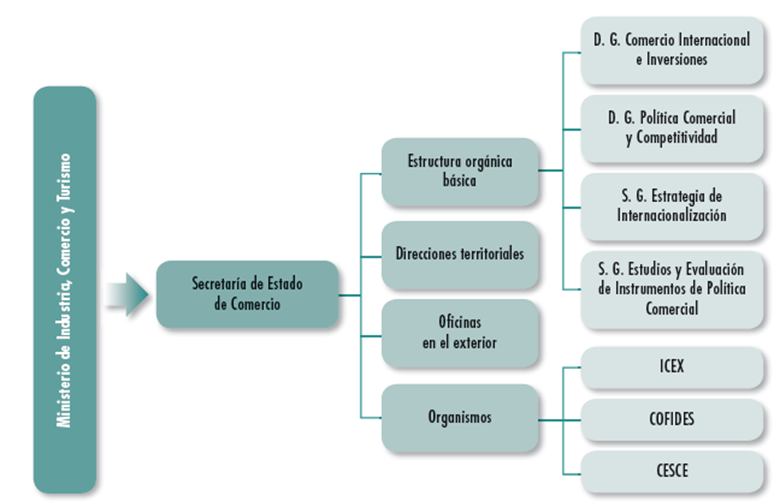 Ministerio de Industria, Comercio y Turismo
Secretaría de Estado
de Comercio
Estructura orgánica
básica
Direcciones territoriales
Oficinas
en el exterior
Organismos
D. G. Comercio Internacional
e Inversiones
D. G. Política Comercial
y Competitividad
S. G. Estrategia de
Internacionalización
S. G. Estudios y Evaluación
de Instrumentos de Política
Comercial
ICEX
COFIDES
CESCE